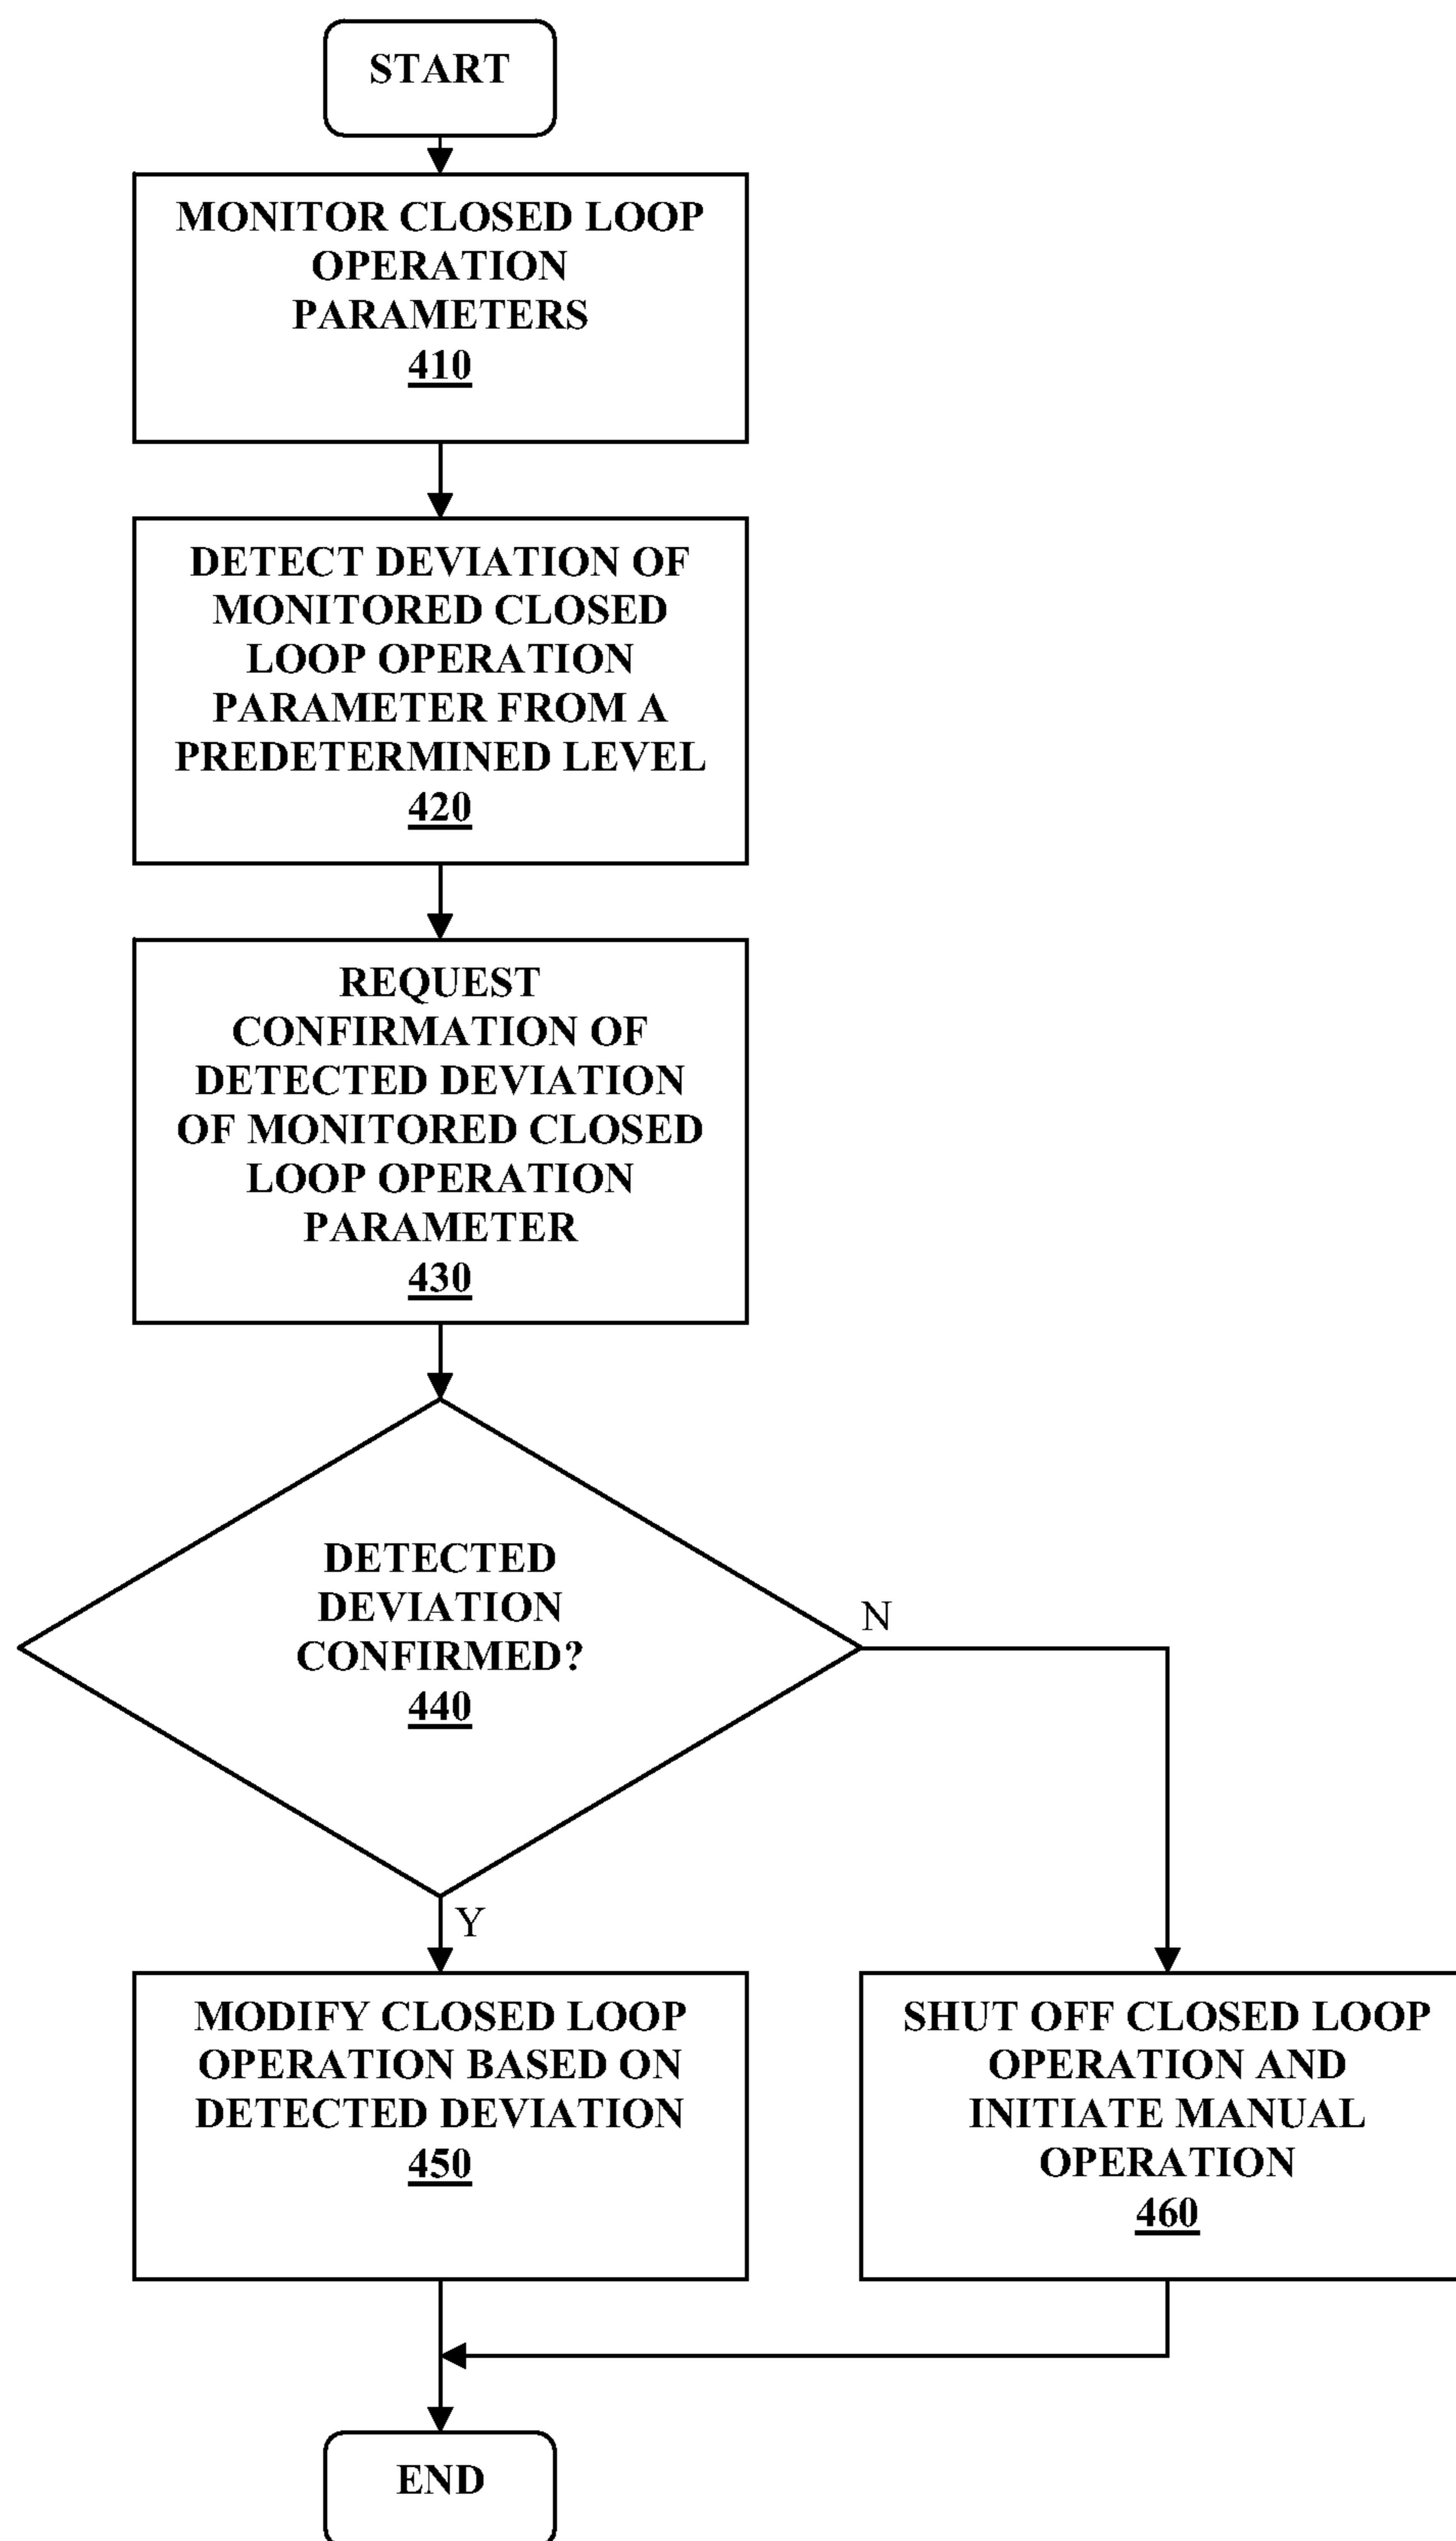 START
MONITOR CLOSED LOOP
OPERATION
PARAMETERS
410
DETECT DEVIATION OF
MONITORED CLOSED
LOOP OPERATION
PARAMETER FROM A
PREDETERMINED LEVEL
420
REQUEST
CONFIRMATION OF
DETECTED DEVIATION
OF MONITORED CLOSED
LOOP OPERATION
PARAMETER
430
DETECTED
DEVIATION
CONFIRMED?
440
N
Y
MODIFY CLOSED LOOP
OPERATION BASED ON
DETECTED DEVIATION
450
SHUT OFF CLOSED LOOP
OPERATION AND
INITIATE MANUAL
OPERATION
460
END